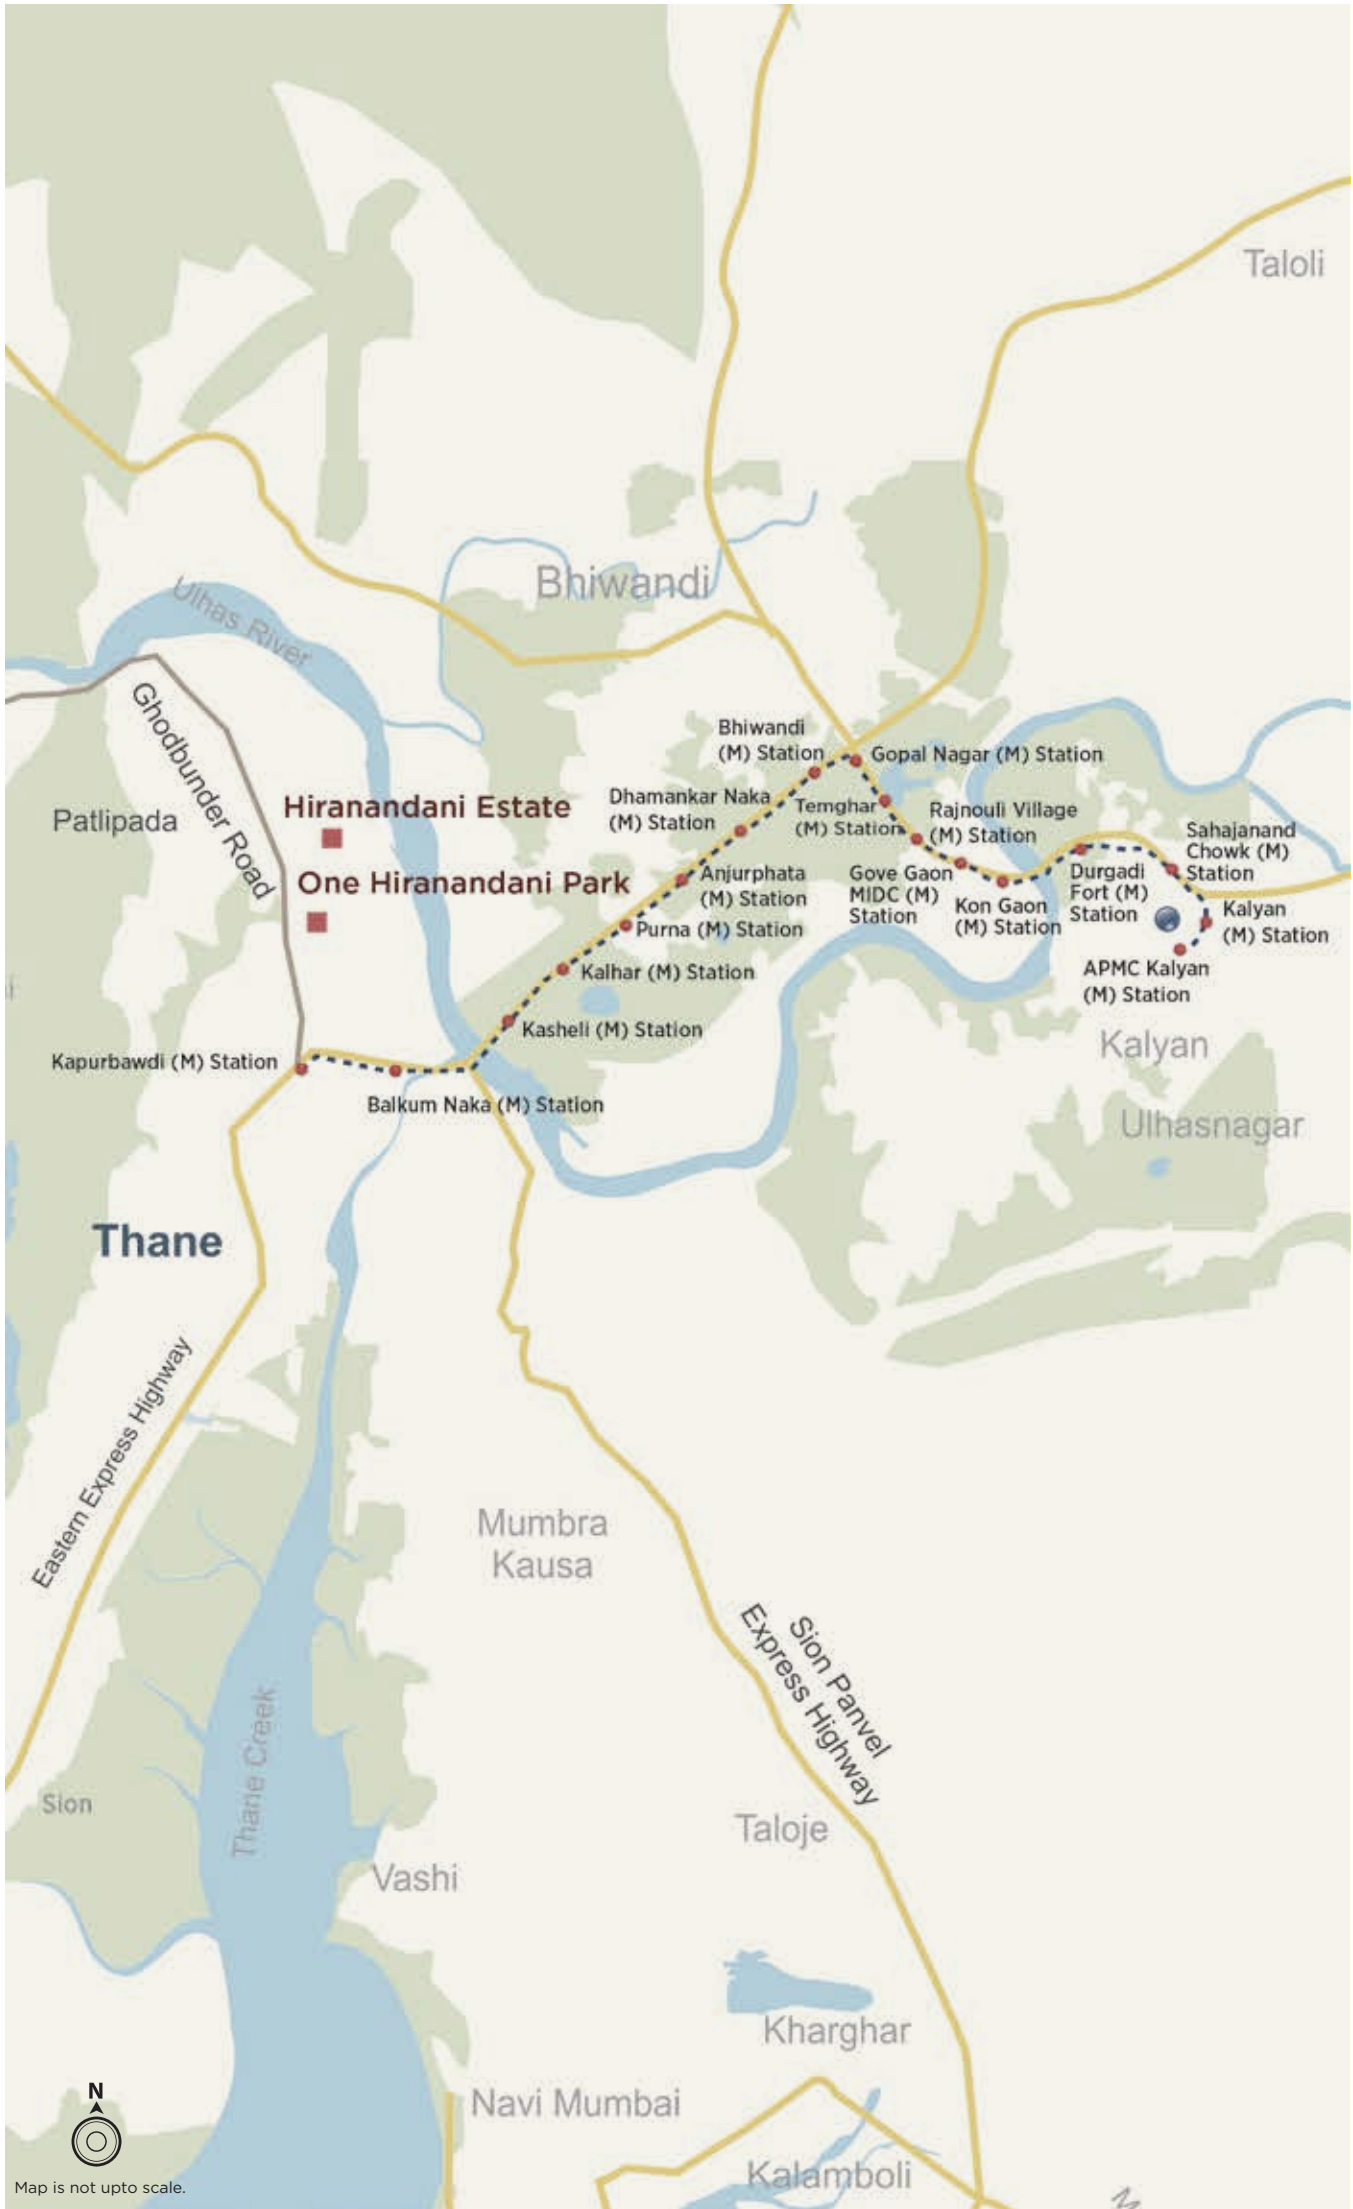 Taloli
Bhiwandi
Ulhas River
Ghodbunder Road
Bhiwandi
(M) Station
Gopal Nagar (M) Station
Dhamankar Naka
(M) Station
Temghar
(M) Station
Rajnouli Village
(M) Station
Hiranandani Estate
Patlipada
Sahajanand
Chowk (M)
Station
One Hiranandani Park
Anjurphata
(M) Station
Gove Gaon
MIDC (M)
Station
Durgadi
Fort (M)
Station
Kon Gaon
(M) Station
Kalyan
(M) Station
Purna (M) Station
Kalhar (M) Station
APMC Kalyan
(M) Station
Kasheli (M) Station
Kalyan
Kapurbawdi (M) Station
Balkum Naka (M) Station
Ulhasnagar
Thane
Eastern Express Highway
Mumbra
Kausa
Sion Panvel
Express Highway
Thane Creek
Sion
Taloje
Vashi
Kharghar
N
Navi Mumbai
Kalamboli
Map is not upto scale.